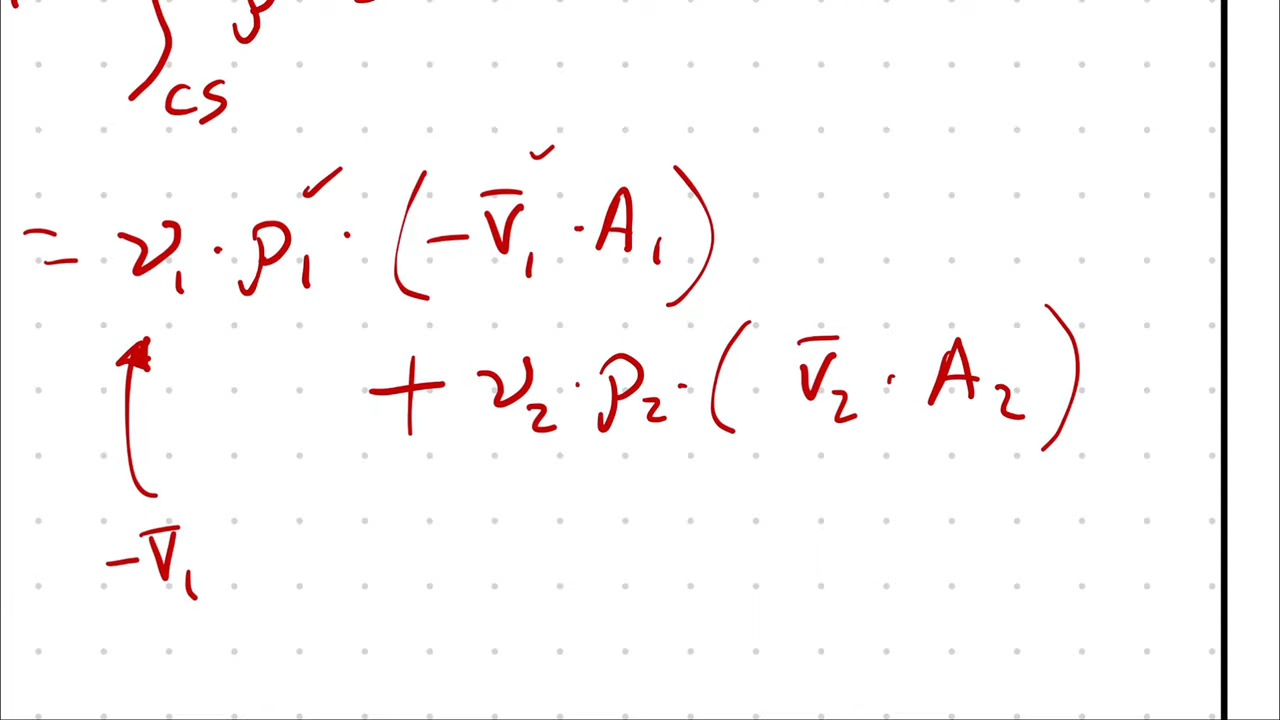 ∫ ρ
CS
= v₁ · ρ₁ · (−V̅₁ · A₁)
+ v₂ · ρ₂ · (V̅₂ · A₂)
−V̅₁